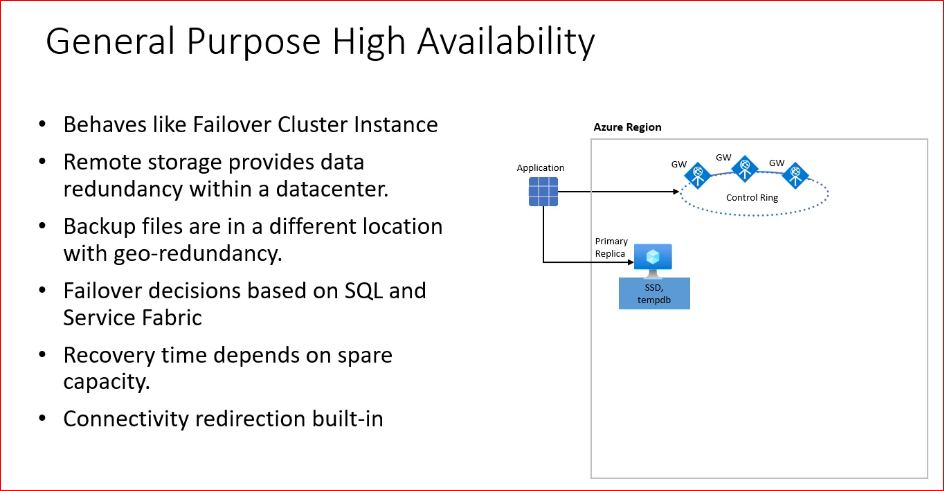 General Purpose High Availability
• Behaves like Failover Cluster Instance
• Remote storage provides data
redundancy within a datacenter.
• Backup files are in a different location
with geo-redundancy.
• Failover decisions based on SQL and
Service Fabric
• Recovery time depends on spare
capacity.
• Connectivity redirection built-in
Azure Region
Application
GW
GW
GW
Control Ring
Primary
Replica
SSD,
tempdb